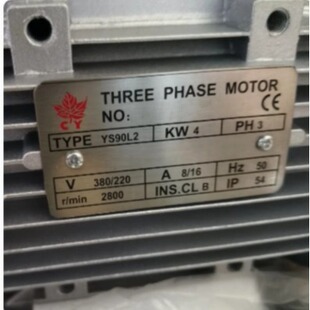 THREE PHASE MOTOR
CY NO: CE
TYPE YS90L2 KW 4 PH 3
V 380/220 A 8/16 Hz 50
r/min 2800 INS.CL B IP 54